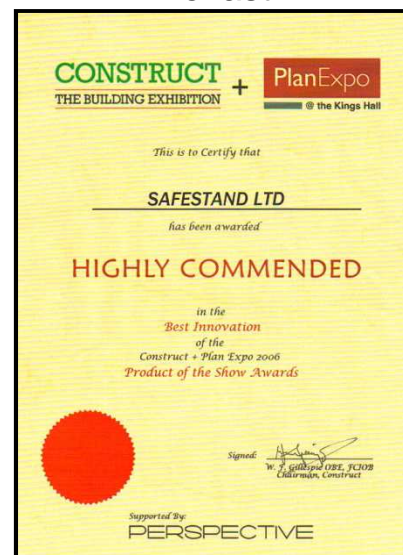 CONSTRUCT
THE BUILDING EXHIBITION
+
PlanExpo
@ the Kings Hall
This is to Certify that
SAFESTAND LTD
has been awarded
HIGHLY COMMENDED
in the
Best Innovation
of the
Construct + Plan Expo 2006
Product of the Show Awards
Signed:
W. F. Gillespie OBE, FCIOB
Chairman, Construct
Supported By:
PERSPECTIVE